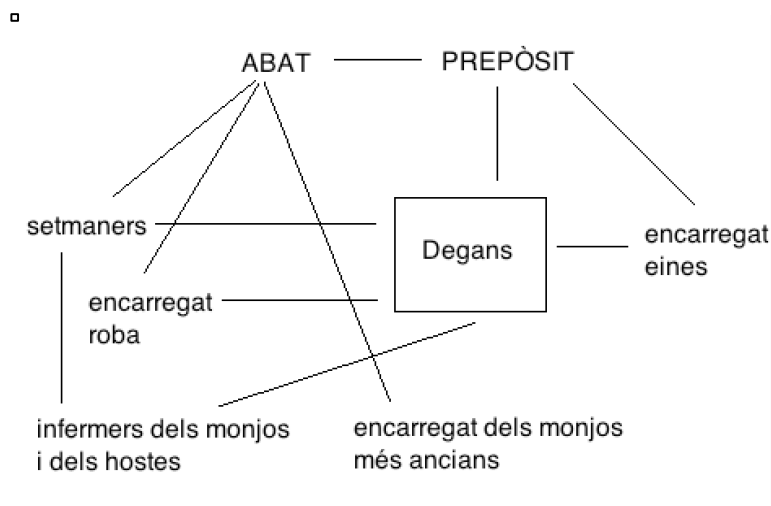 ABAT
PREPÒSIT
setmaners
Degans
encarregat
eines
encarregat
roba
infermers dels monjos
i dels hostes
encarregat dels monjos
més ancians